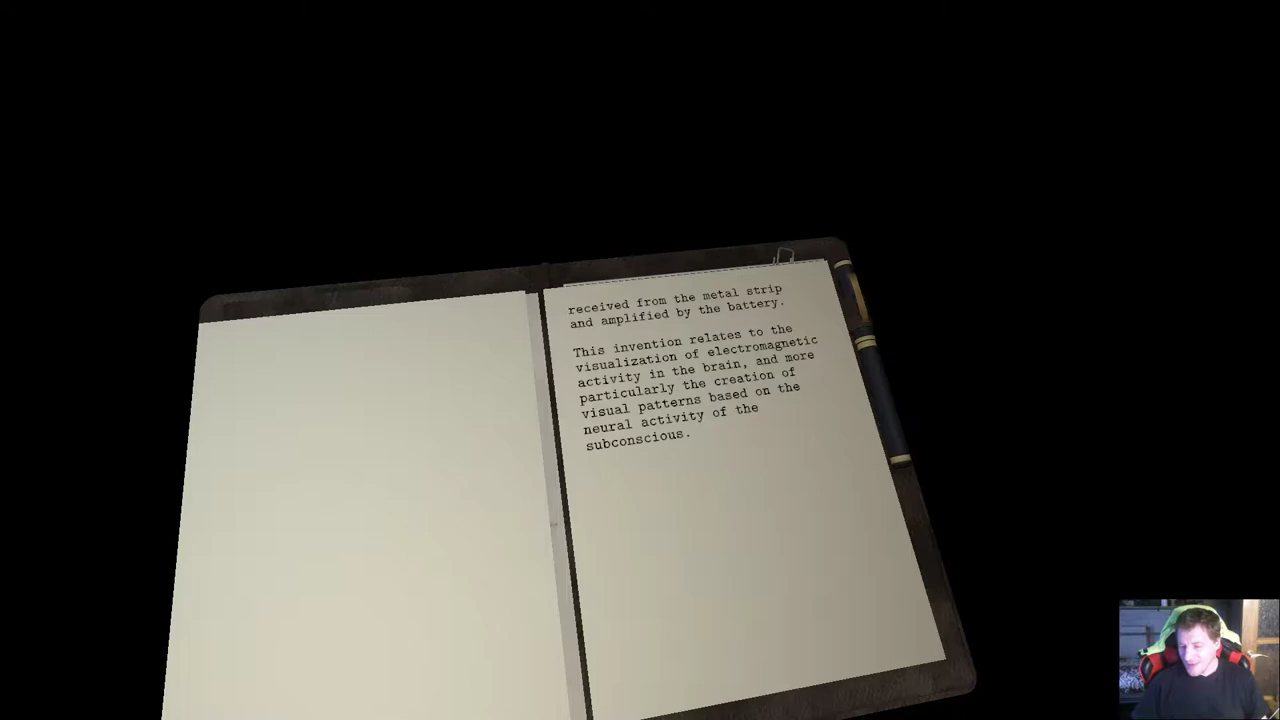 received from the metal strip
and amplified by the battery.
This invention relates to the
visualization of electromagnetic
activity in the brain, and more
particularly the creation of
visual patterns based on the
neural activity of the
subconscious.